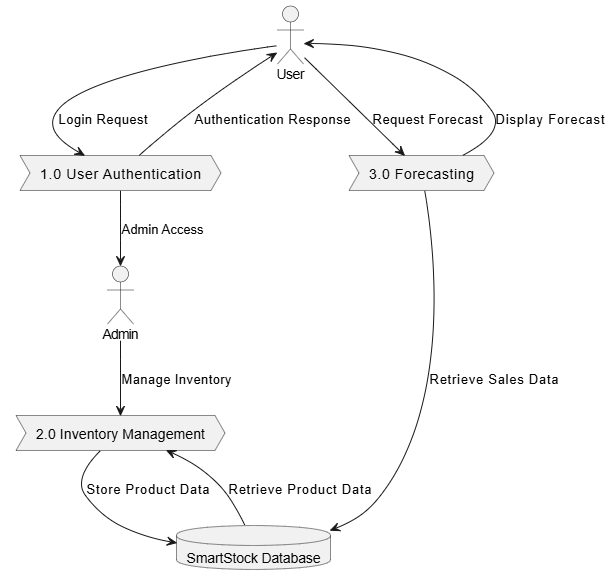 User
Login Request
Authentication Response
Request Forecast
Display Forecast
1.0 User Authentication
3.0 Forecasting
Admin Access
Admin
Manage Inventory
Retrieve Sales Data
2.0 Inventory Management
Store Product Data
Retrieve Product Data
SmartStock Database